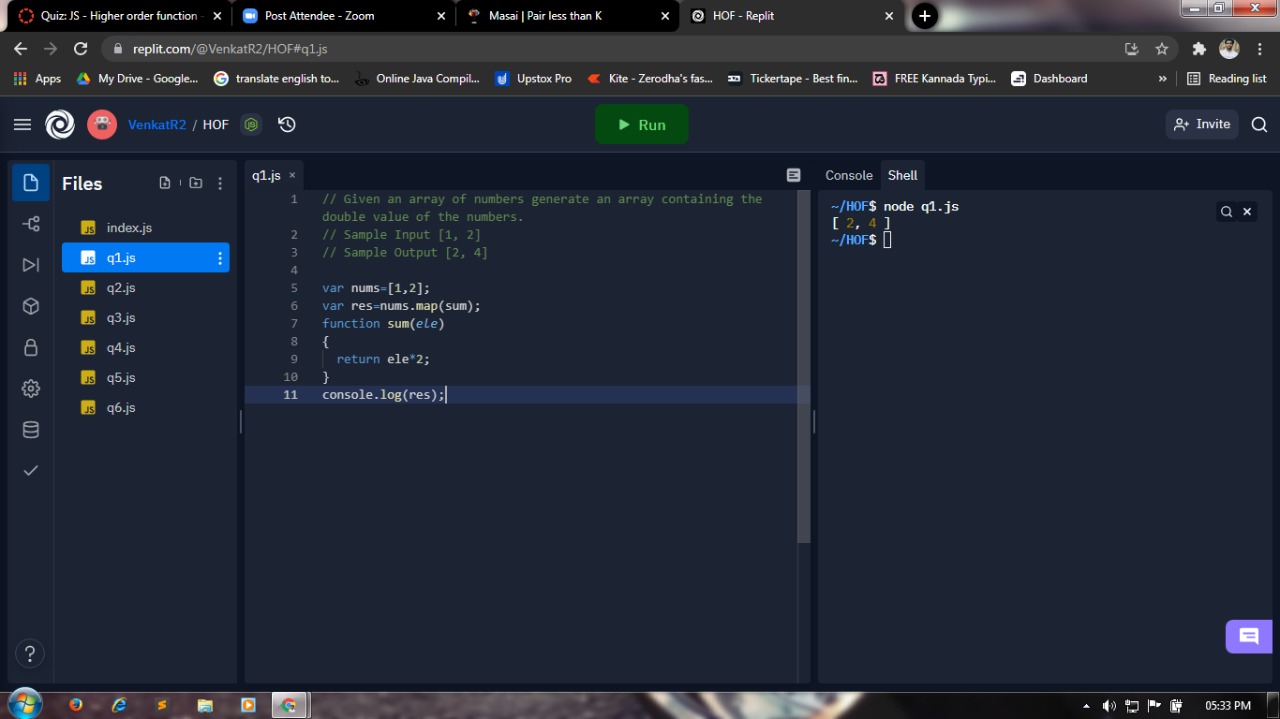 Quiz: JS - Higher order function -
Post Attendee - Zoom
Masai | Pair less than K
HOF - Replit
replit.com/@VenkatR2/HOF#q1.js
Apps
My Drive - Google...
translate english to...
Online Java Compil...
Upstox Pro
Kite - Zerodha's fas...
Tickertape - Best fin...
FREE Kannada Typi...
Dashboard
»
Reading list
VenkatR2 / HOF
Run
Invite
Files
index.js
q1.js
q2.js
q3.js
q4.js
q5.js
q6.js
q1.js
1 // Given an array of numbers generate an array containing the
double value of the numbers.
2 // Sample Input [1, 2]
3 // Sample Output [2, 4]
4
5 var nums=[1,2];
6 var res=nums.map(sum);
7 function sum(ele)
8 {
9 return ele*2;
10 }
11 console.log(res);
Console
Shell
~/HOF$ node q1.js
[ 2, 4 ]
~/HOF$
?
05:33 PM